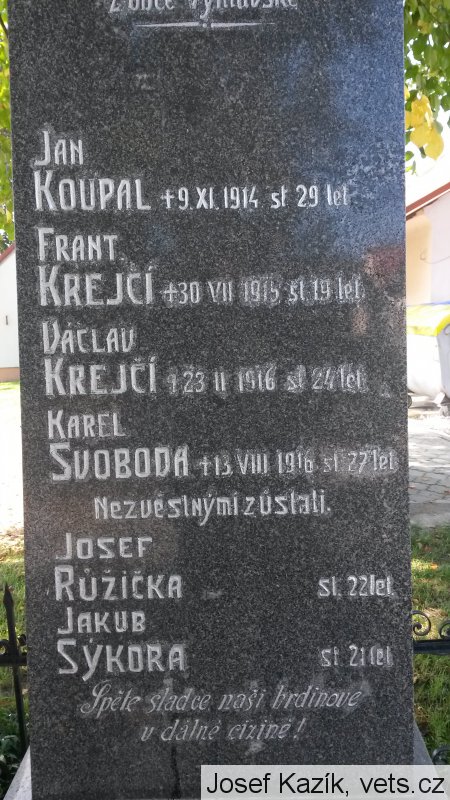 z obce
Jan
Koupal +9.XI.1914 st 29 let
Frant.
Krejčí +30 VII 1915 st.19 let
Václav
Krejčí +23 II 1916 st 24 let
Karel
Svoboda +13 VIII 1916 st 27 let
Nezvěstnými zůstali.
Josef
Růžička st. 22 let
Jakub
Sýkora st 21 let
Spěte sladce naši hrdinové
v dálné cizině!
Josef Kazík, vets.cz